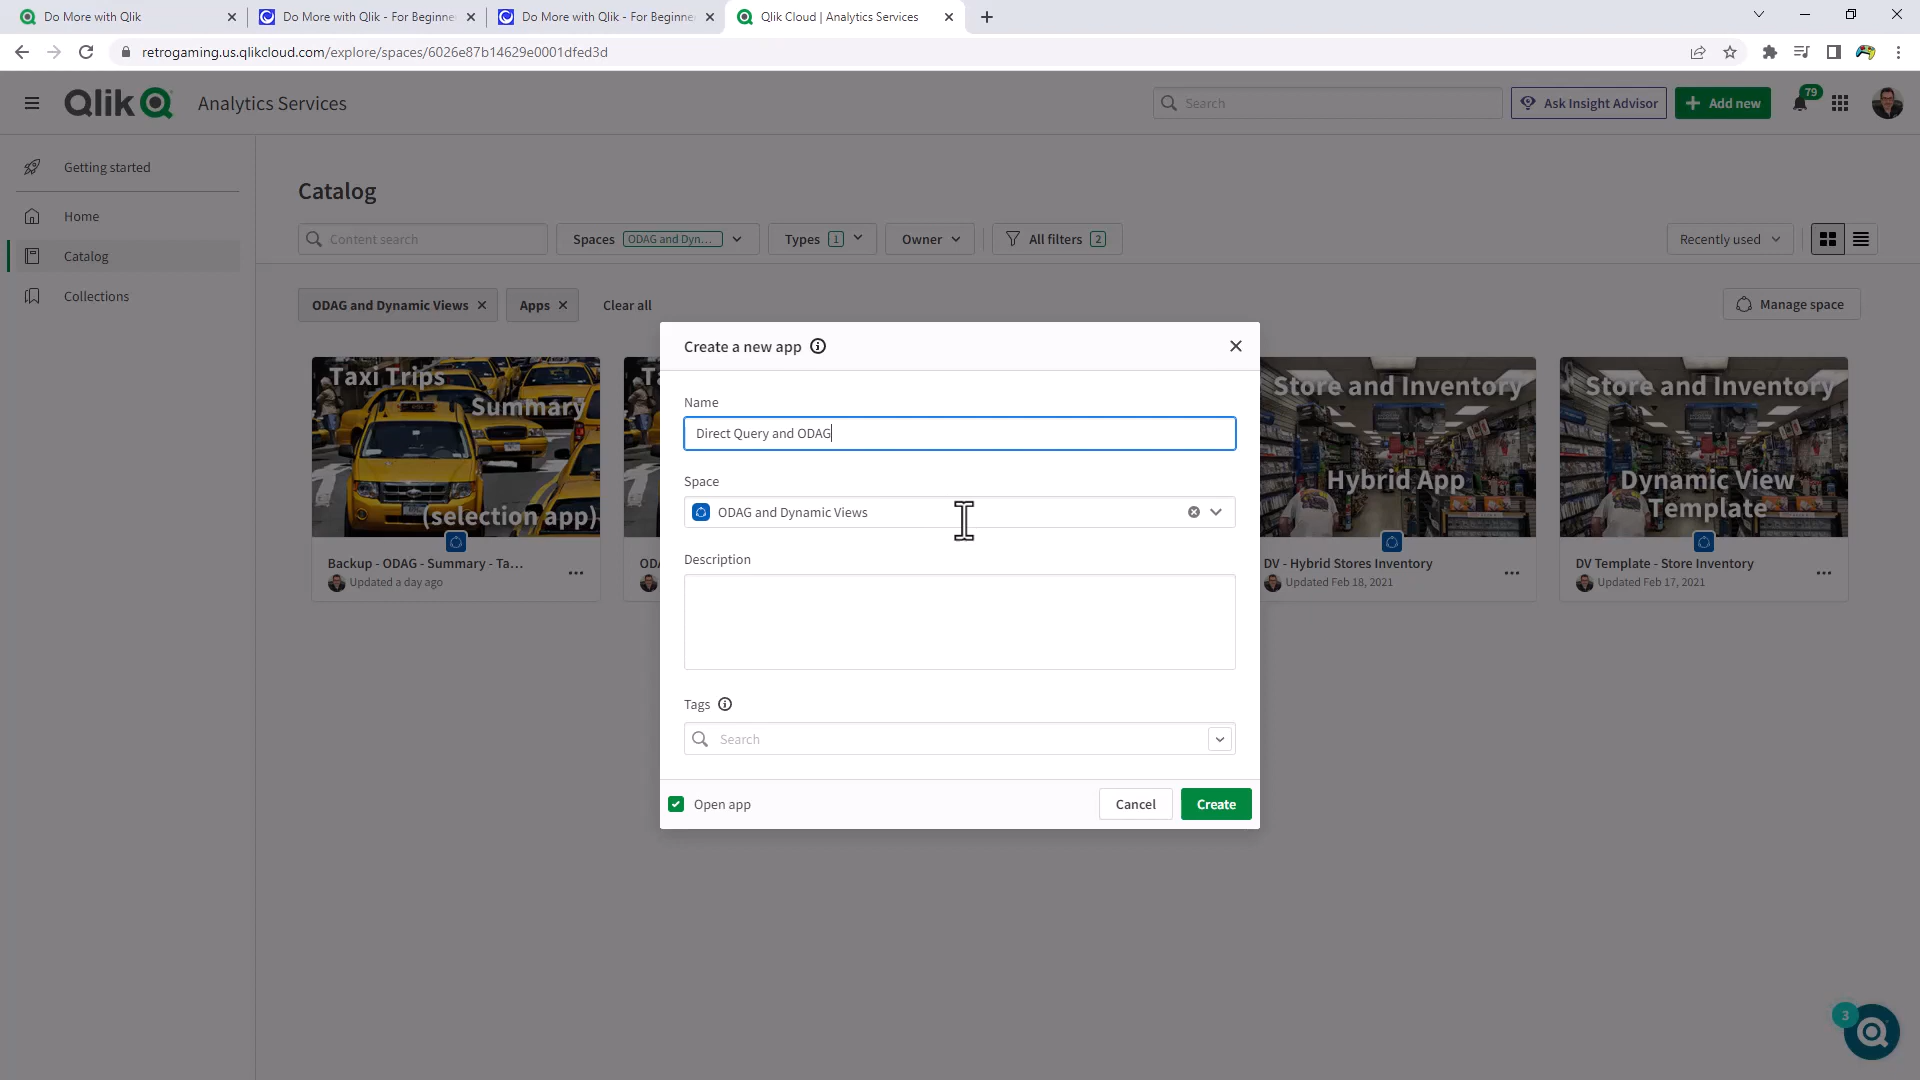 Do More with Qlik
Do More with Qlik - For Beginne
Do More with Qlik - For Beginne
Qlik Cloud | Analytics Services
retrogaming.us.qlikcloud.com/explore/spaces/6026e87b14629e0001dfed3d
Qlik
Analytics Services
Search
Ask Insight Advisor
Add new
79
Getting started
Home
Catalog
Collections
Catalog
Content search
Spaces ODAG and Dyn...
Types 1
Owner
All filters 2
Recently used
ODAG and Dynamic Views
Apps
Clear all
Manage space
Taxi Trips
Summary
(selection app)
Backup - ODAG - Summary - Ta...
Updated a day ago
Ta
ODA
Store and Inventory
Hybrid App
DV - Hybrid Stores Inventory
Updated Feb 18, 2021
Store and Inventory
Dynamic View
Template
DV Template - Store Inventory
Updated Feb 17, 2021
Create a new app
Name
Direct Query and ODAG
Space
ODAG and Dynamic Views
Description
Tags
Search
Open app
Cancel
Create
3